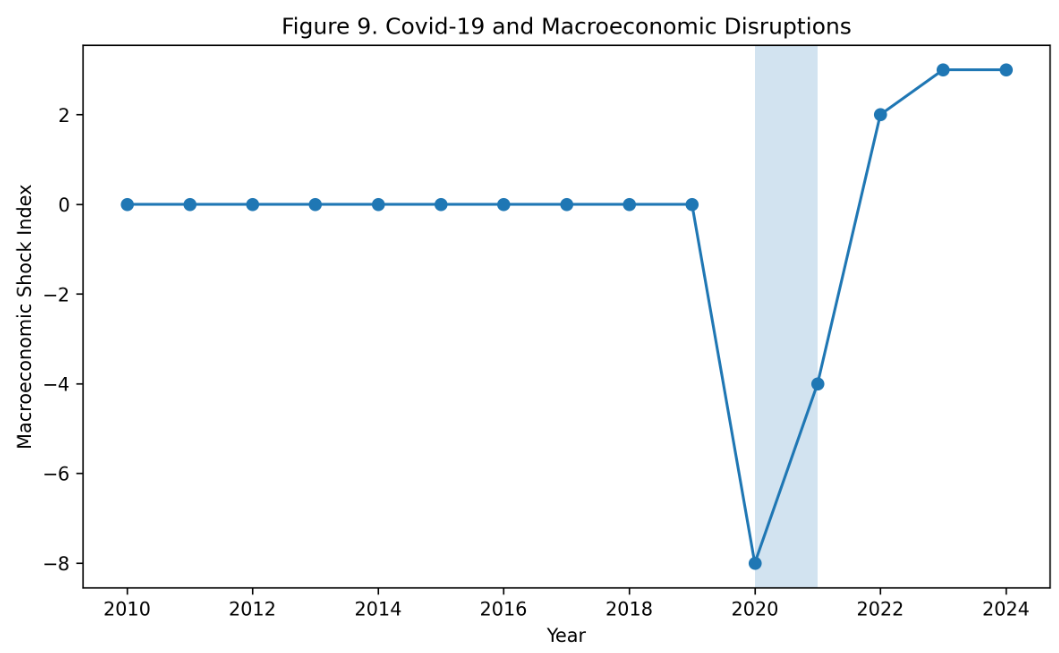 Figure 9. Covid-19 and Macroeconomic Disruptions
Macroeconomic Shock Index
2
0
−2
−4
−6
−8
2010 2012 2014 2016 2018 2020 2022 2024
Year